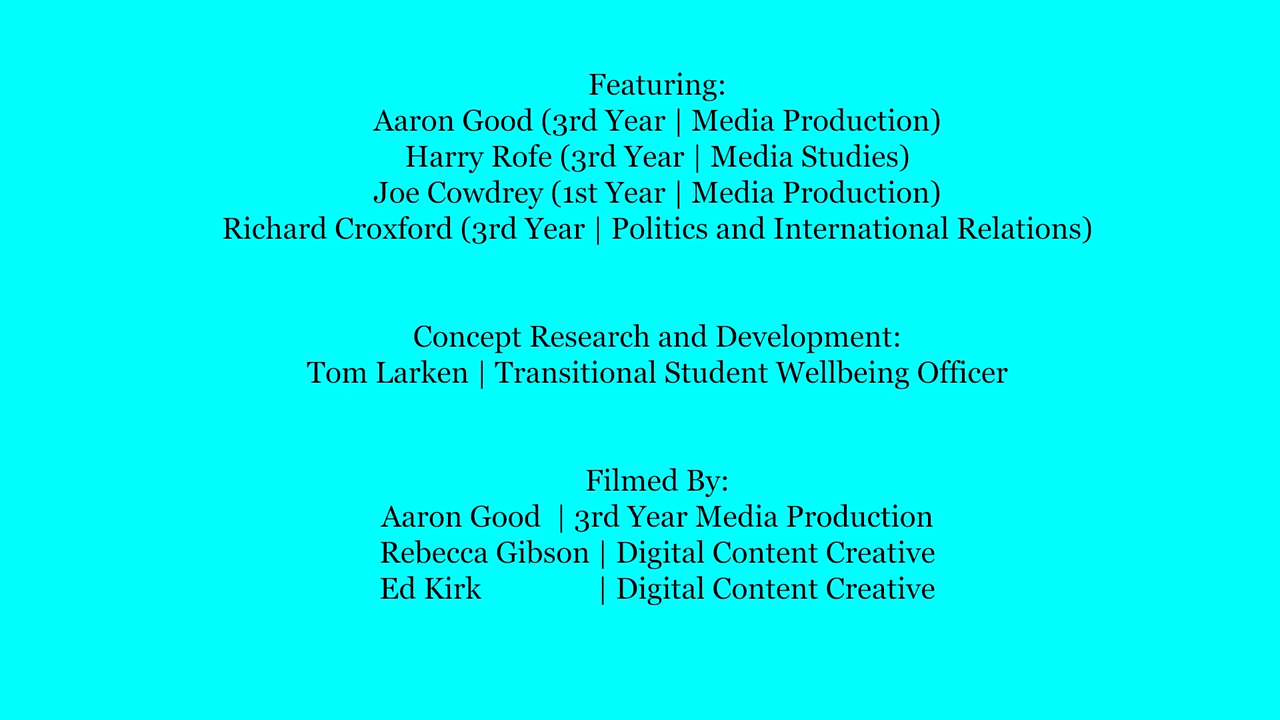 Featuring:
Aaron Good (3rd Year | Media Production)
Harry Rofe (3rd Year | Media Studies)
Joe Cowdrey (1st Year | Media Production)
Richard Croxford (3rd Year | Politics and International Relations)
Concept Research and Development:
Tom Larken | Transitional Student Wellbeing Officer
Filmed By:
Aaron Good  | 3rd Year Media Production
Rebecca Gibson | Digital Content Creative
Ed Kirk | Digital Content Creative